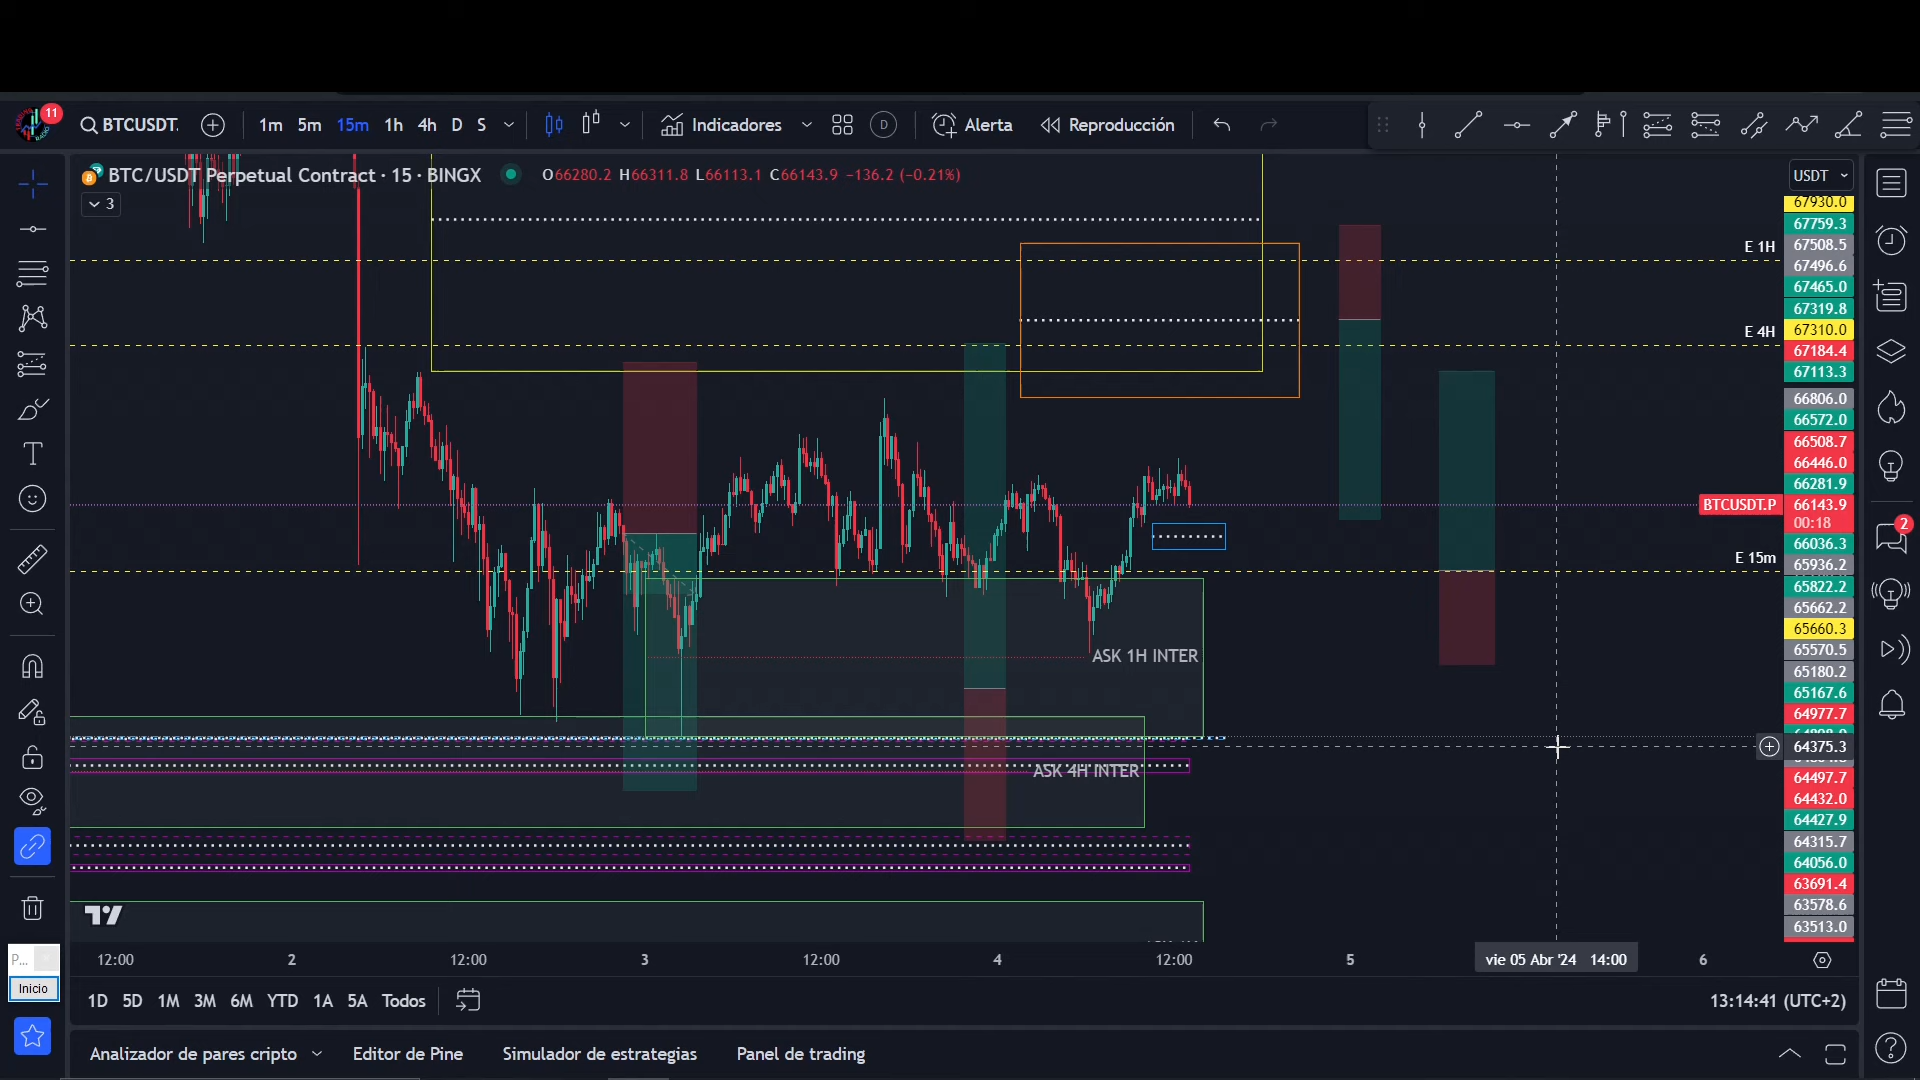 11
BTCUSDT.
1m 5m 15m 1h 4h D S
Indicadores
D
Alerta
Reproducción
BTC/USDT Perpetual Contract · 15 · BINGX
O66280.2 H66311.8 L66113.1 C66143.9 −136.2 (−0.21%)
3
USDT
67930.0
67759.3
E 1H
67508.5
67496.6
67465.0
67319.8
E 4H
67310.0
67184.4
67113.3
66806.0
66572.0
66508.7
66446.0
66281.9
BTCUSDT.P
66143.9
00:18
66036.3
E 15m
65936.2
65822.2
65662.2
65660.3
65570.5
65180.2
65167.6
64977.7
64375.3
64497.7
64432.0
64427.9
64315.7
64056.0
63691.4
63578.6
63513.0
ASK 1H INTER
ASK 4H INTER
2
12:00 2 12:00 3 12:00 4 12:00 5 vie 05 Abr '24 14:00 6
P...
Inicio
1D 5D 1M 3M 6M YTD 1A 5A Todos
13:14:41 (UTC+2)
Analizador de pares cripto
Editor de Pine
Simulador de estrategias
Panel de trading